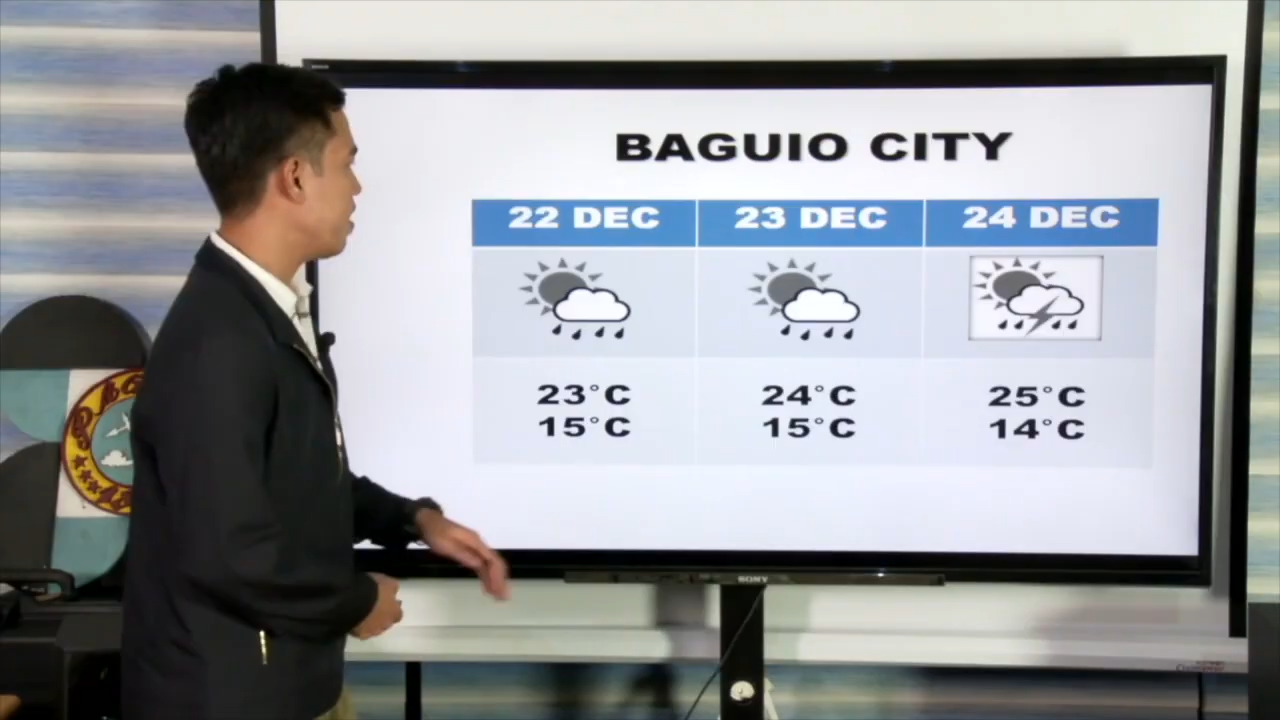 BAGUIO CITY
22 DEC 23 DEC 24 DEC
23°C 24°C 25°C
15°C 15°C 14°C
SONY